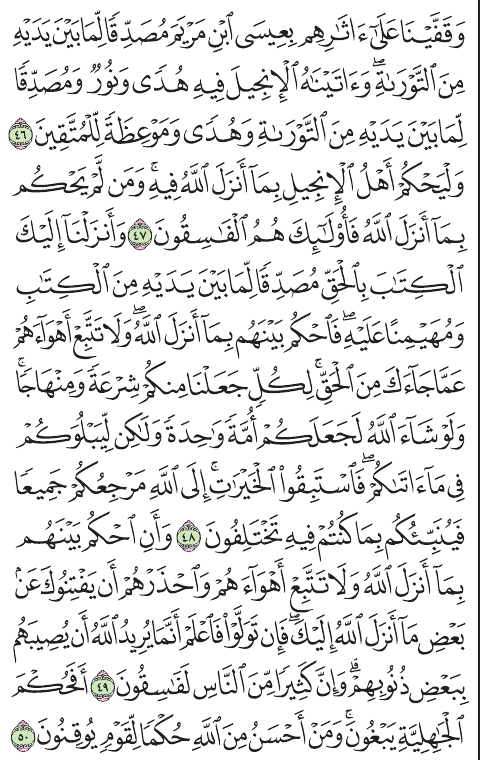 وَقَفَّيْنَا عَلَىٰٓ ءَاثَٰرِهِم بِعِيسَى ٱبْنِ مَرْيَمَ مُصَدِّقًا لِّمَا بَيْنَ يَدَيْهِ
مِنَ ٱلتَّوْرَىٰةِ ۖ وَءَاتَيْنَٰهُ ٱلْإِنجِيلَ فِيهِ هُدًى وَنُورٌ وَمُصَدِّقًا
لِّمَا بَيْنَ يَدَيْهِ مِنَ ٱلتَّوْرَىٰةِ وَهُدًى وَمَوْعِظَةً لِّلْمُتَّقِينَ ٤٦
وَلْيَحْكُمْ أَهْلُ ٱلْإِنجِيلِ بِمَآ أَنزَلَ ٱللَّهُ فِيهِ ۚ وَمَن لَّمْ يَحْكُم
بِمَآ أَنزَلَ ٱللَّهُ فَأُو۟لَٰٓئِكَ هُمُ ٱلْفَٰسِقُونَ ٤٧ وَأَنزَلْنَآ إِلَيْكَ
ٱلْكِتَٰبَ بِٱلْحَقِّ مُصَدِّقًا لِّمَا بَيْنَ يَدَيْهِ مِنَ ٱلْكِتَٰبِ
وَمُهَيْمِنًا عَلَيْهِ ۖ فَٱحْكُم بَيْنَهُم بِمَآ أَنزَلَ ٱللَّهُ ۖ وَلَا تَتَّبِعْ أَهْوَآءَهُمْ
عَمَّا جَآءَكَ مِنَ ٱلْحَقِّ ۚ لِكُلٍّ جَعَلْنَا مِنكُمْ شِرْعَةً وَمِنْهَاجًا ۚ
وَلَوْ شَآءَ ٱللَّهُ لَجَعَلَكُمْ أُمَّةً وَٰحِدَةً وَلَٰكِن لِّيَبْلُوَكُمْ
فِى مَآ ءَاتَىٰكُمْ ۖ فَٱسْتَبِقُوا۟ ٱلْخَيْرَٰتِ ۚ إِلَى ٱللَّهِ مَرْجِعُكُمْ جَمِيعًا
فَيُنَبِّئُكُم بِمَا كُنتُمْ فِيهِ تَخْتَلِفُونَ ٤٨ وَأَنِ ٱحْكُم بَيْنَهُم
بِمَآ أَنزَلَ ٱللَّهُ وَلَا تَتَّبِعْ أَهْوَآءَهُمْ وَٱحْذَرْهُمْ أَن يَفْتِنُوكَ عَنۢ
بَعْضِ مَآ أَنزَلَ ٱللَّهُ إِلَيْكَ ۖ فَإِن تَوَلَّوْا۟ فَٱعْلَمْ أَنَّمَا يُرِيدُ ٱللَّهُ أَن يُصِيبَهُم
بِبَعْضِ ذُنُوبِهِمْ ۗ وَإِنَّ كَثِيرًا مِّنَ ٱلنَّاسِ لَفَٰسِقُونَ ٤٩ أَفَحُكْمَ
ٱلْجَٰهِلِيَّةِ يَبْغُونَ ۚ وَمَنْ أَحْسَنُ مِنَ ٱللَّهِ حُكْمًا لِّقَوْمٍ يُوقِنُونَ ٥٠